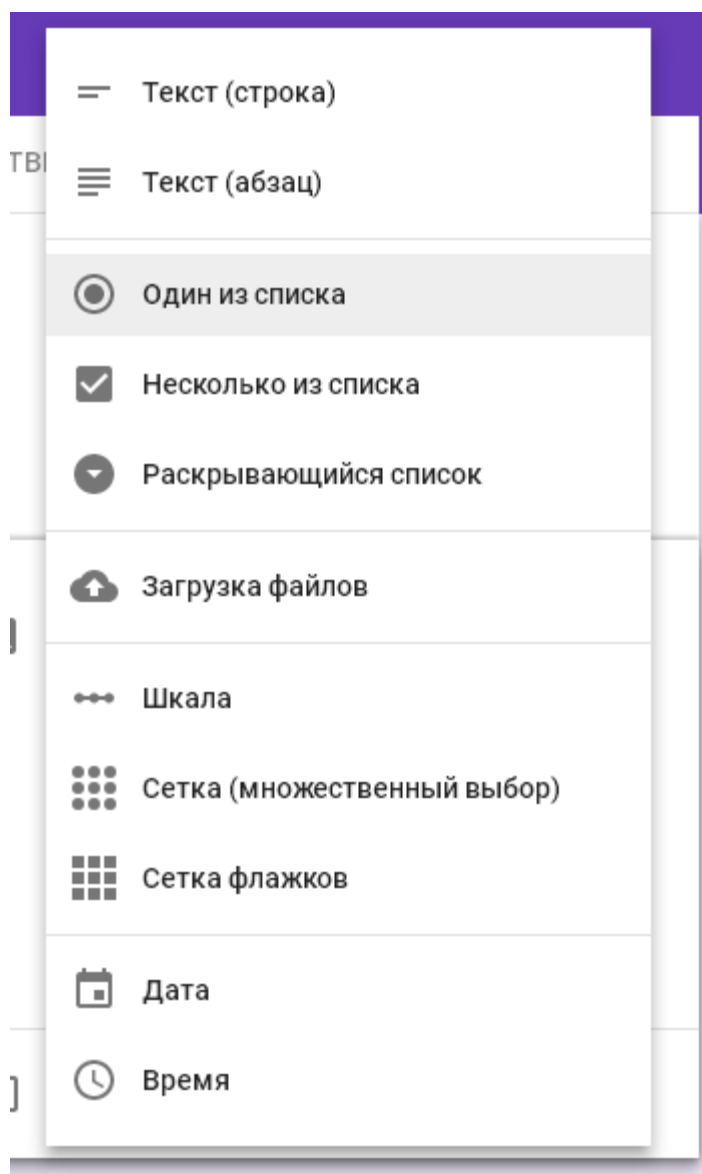 Текст (строка)
Текст (абзац)
Один из списка
Несколько из списка
Раскрывающийся список
Загрузка файлов
Шкала
Сетка (множественный выбор)
Сетка флажков
Дата
Время